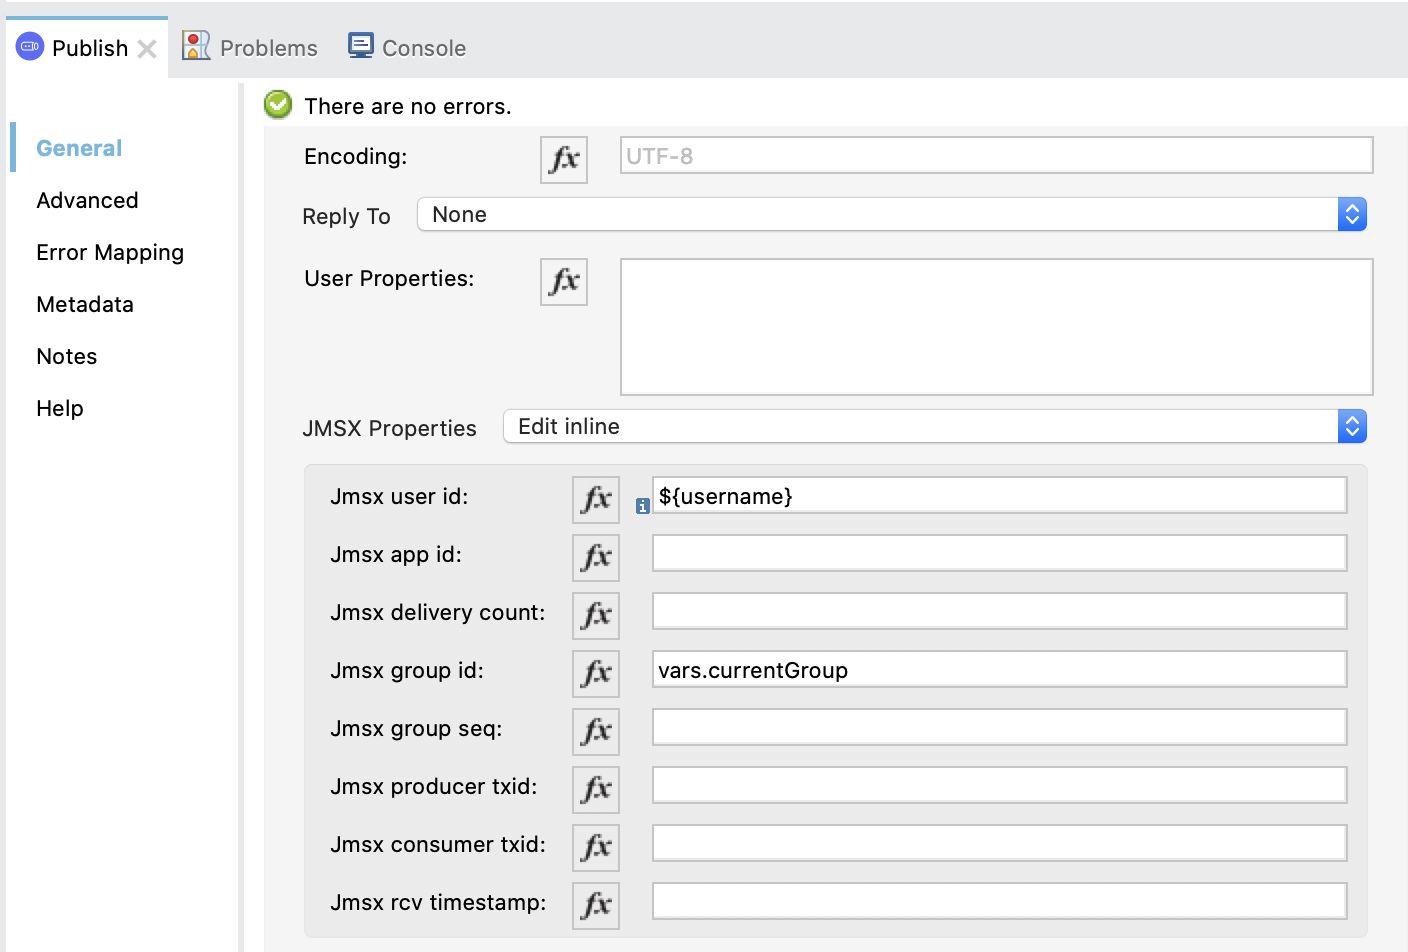 Publish Problems Console
There are no errors.
General
Advanced
Error Mapping
Metadata
Notes
Help
Encoding: fx UTF-8
Reply To None
User Properties: fx
JMSX Properties Edit inline
Jmsx user id: fx i ${username}
Jmsx app id: fx
Jmsx delivery count: fx
Jmsx group id: fx vars.currentGroup
Jmsx group seq: fx
Jmsx producer txid: fx
Jmsx consumer txid: fx
Jmsx rcv timestamp: fx